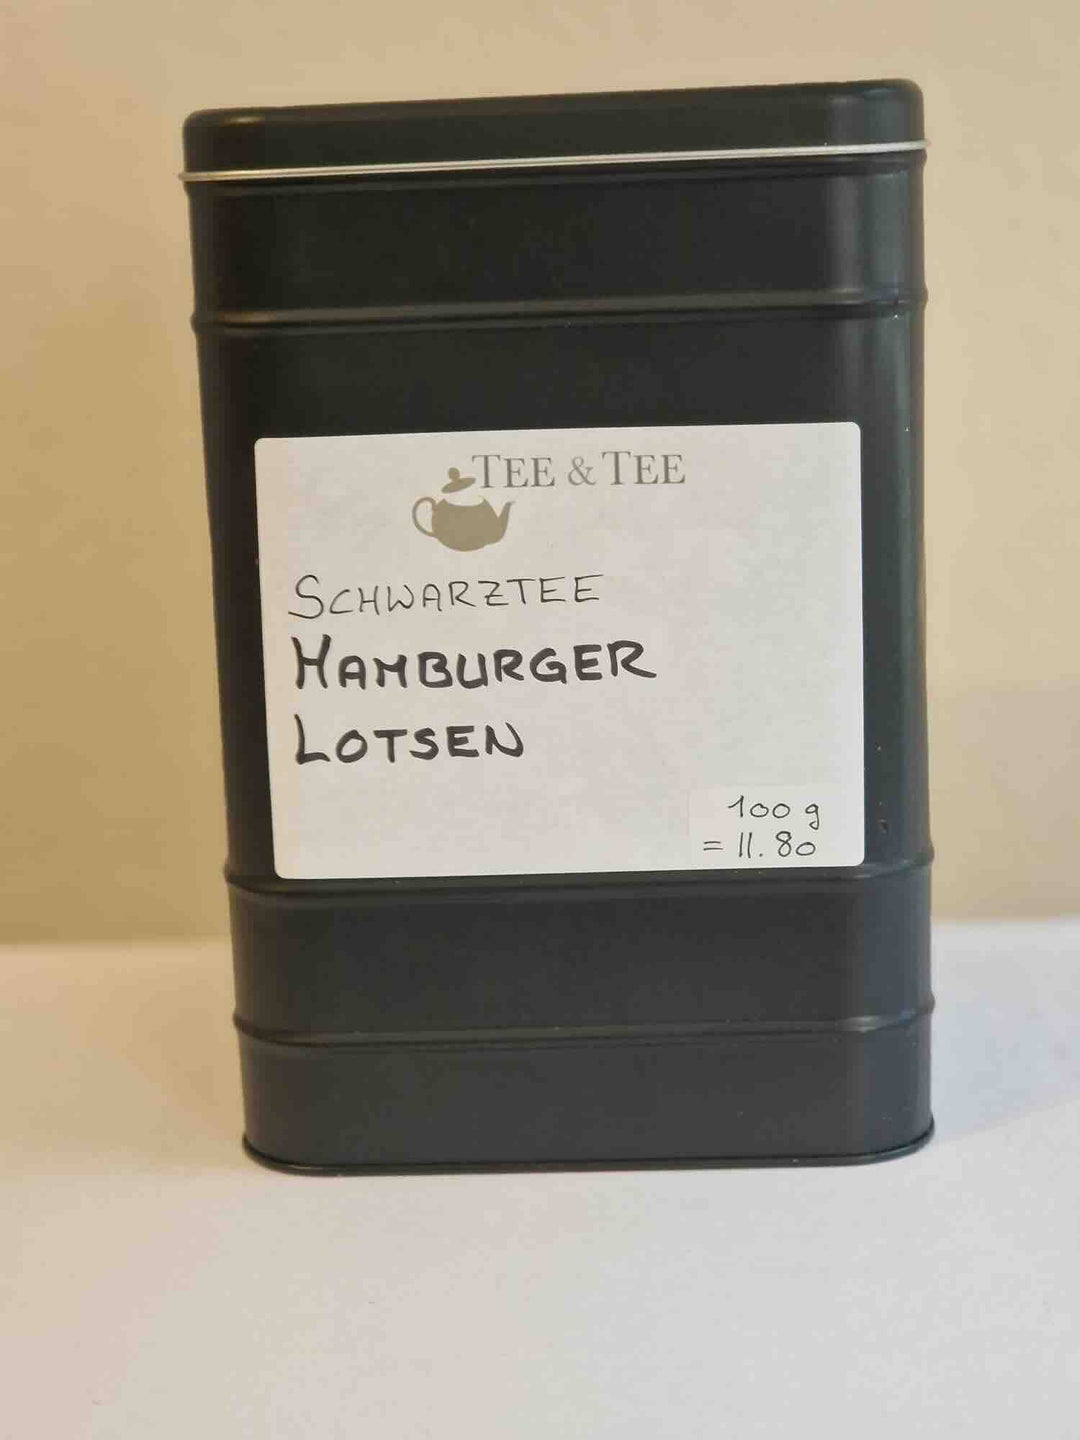 TEE & TEE
SCHWARZTEE
HAMBURGER
LOTSEN
100 g
= 11.80